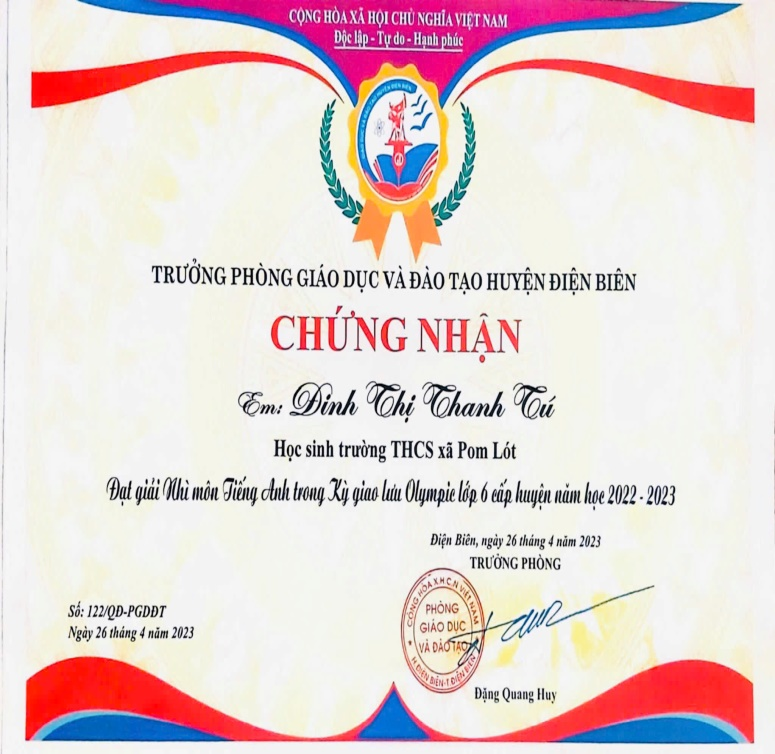 CỘNG HÒA XÃ HỘI CHỦ NGHĨA VIỆT NAM
Độc lập - Tự do - Hạnh phúc
TRƯỞNG PHÒNG GIÁO DỤC VÀ ĐÀO TẠO HUYỆN ĐIỆN BIÊN
CHỨNG NHẬN
Em: Đinh Thị Thanh Tú
Học sinh trường THCS xã Pom Lót
Đạt giải Nhì môn Tiếng Anh trong Kỳ giao lưu Olympic lớp 6 cấp huyện năm học 2022 - 2023
Điện Biên, ngày 26 tháng 4 năm 2023
TRƯỞNG PHÒNG
Số: 122/QĐ-PGDĐT
Ngày 26 tháng 4 năm 2023
CỘNG HÒA X.H.C.N VIỆT NAM
PHÒNG
GIÁO DỤC
VÀ ĐÀO TẠO
H.ĐIỆN BIÊN-T.ĐIỆN BIÊN
Đặng Quang Huy